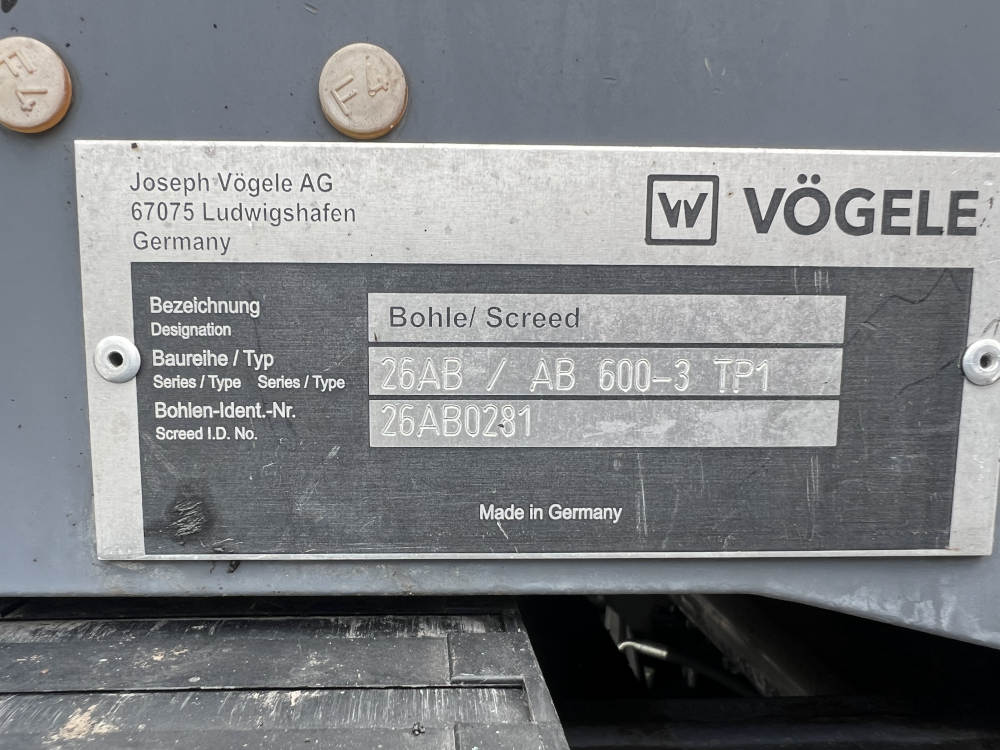 F4
F4
Joseph Vögele AG
67075 Ludwigshafen
Germany
VÖGELE
Bezeichnung
Designation
Bohle/ Screed
Baureihe / Typ
Series / Type Series / Type
26AB / AB 600-3 TP1
Bohlen-Ident.-Nr.
Screed I.D. No.
26AB0281
Made in Germany